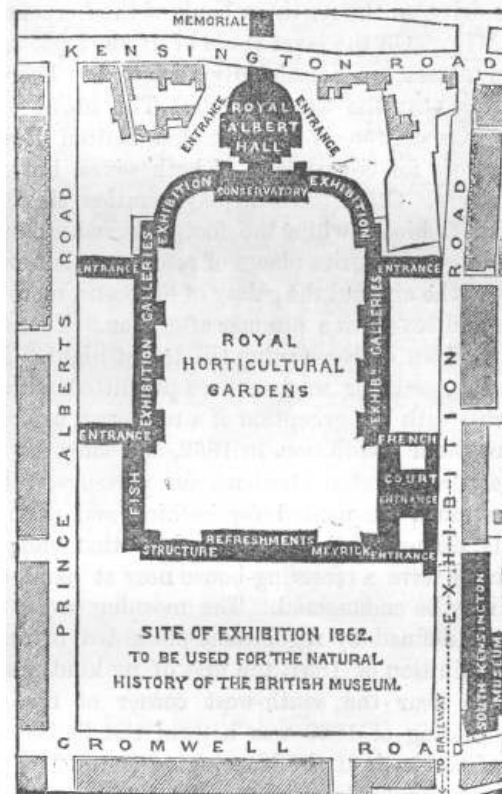 MEMORIAL
KENSINGTON ROAD
ROYAL
ALBERT
HALL
ENTRANCE
ENTRANCE
EXHIBITION
CONSERVATORY
EXHIBITION
ENTRANCE
ENTRANCE
EXHIBITION GALLERIES
EXHIB. GALLERIES
ROYAL
HORTICULTURAL
GARDENS
PRINCE ALBERTS ROAD
EXHIBITION ROAD
ENTRANCE
FRENCH
COURT
ENTRANCE
FISH
STRUCTURE
REFRESHMENTS
MEYRICK
ENTRANCE
SITE OF EXHIBITION 1862.
TO BE USED FOR THE NATURAL
HISTORY OF THE BRITISH MUSEUM.
SOUTH KENSINGTON
MUSEUM
CROMWELL ROAD
TO RAILWAY